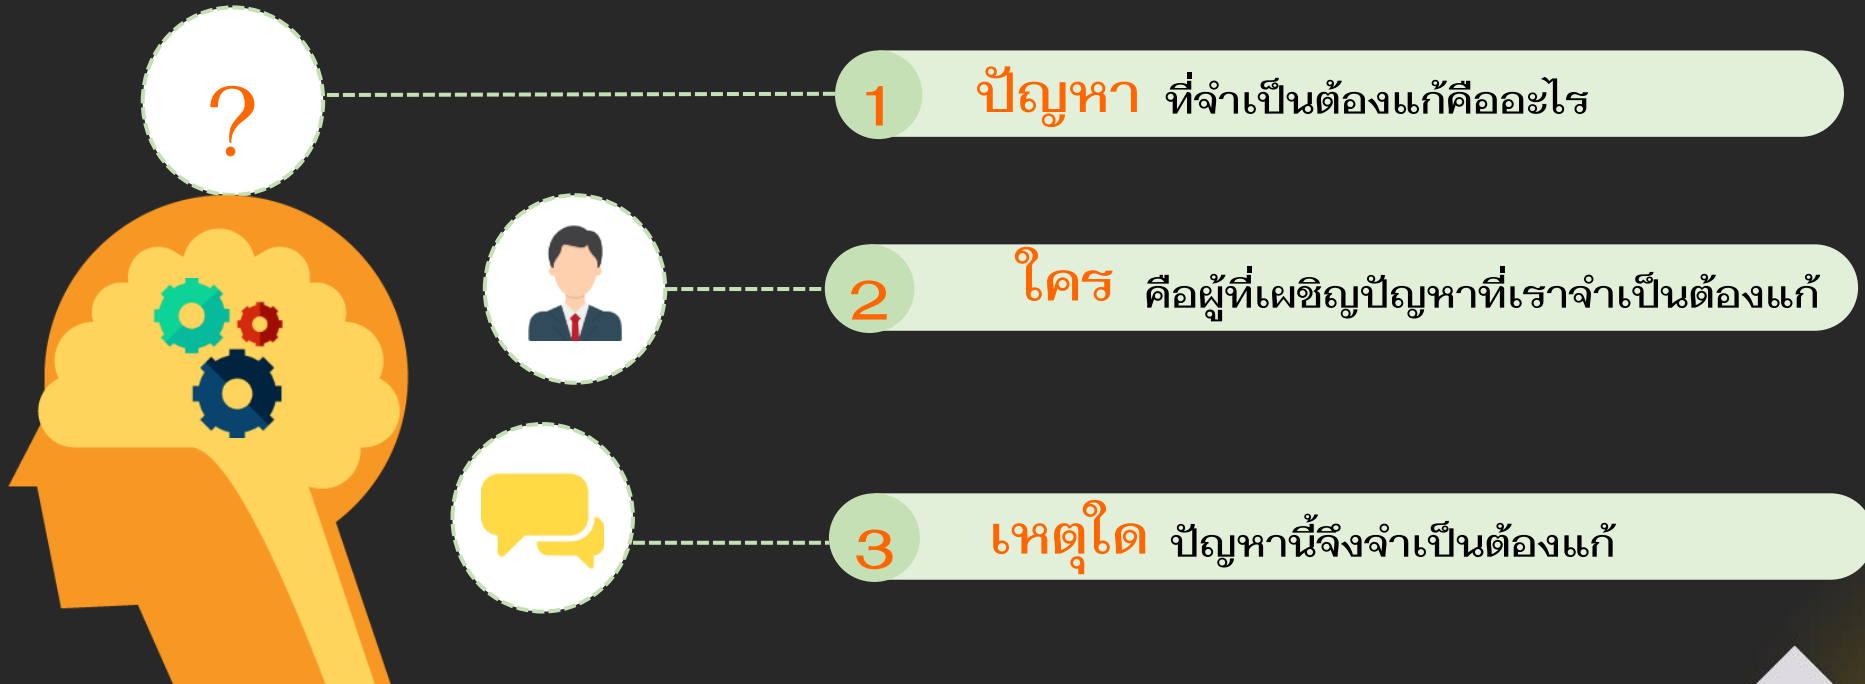 ?
1 ปัญหา ที่จำเป็นต้องแก้คืออะไร
2 ใคร คือผู้ที่เผชิญปัญหาที่เราจำเป็นต้องแก้
3 เหตุใด ปัญหานี้จึงจำเป็นต้องแก้